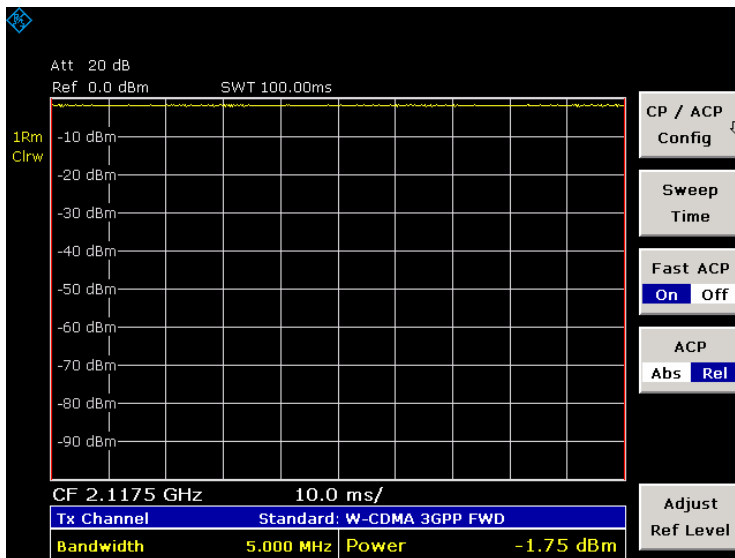 Att 20 dB
Ref 0.0 dBm SWT 100.00ms
1Rm
Clrw
-10 dBm
-20 dBm
-30 dBm
-40 dBm
-50 dBm
-60 dBm
-70 dBm
-80 dBm
-90 dBm
CF 2.1175 GHz 10.0 ms/
Tx Channel Standard: W-CDMA 3GPP FWD
Bandwidth 5.000 MHz Power -1.75 dBm
CP / ACP
Config
Sweep
Time
Fast ACP
On Off
ACP
Abs Rel
Adjust
Ref Level